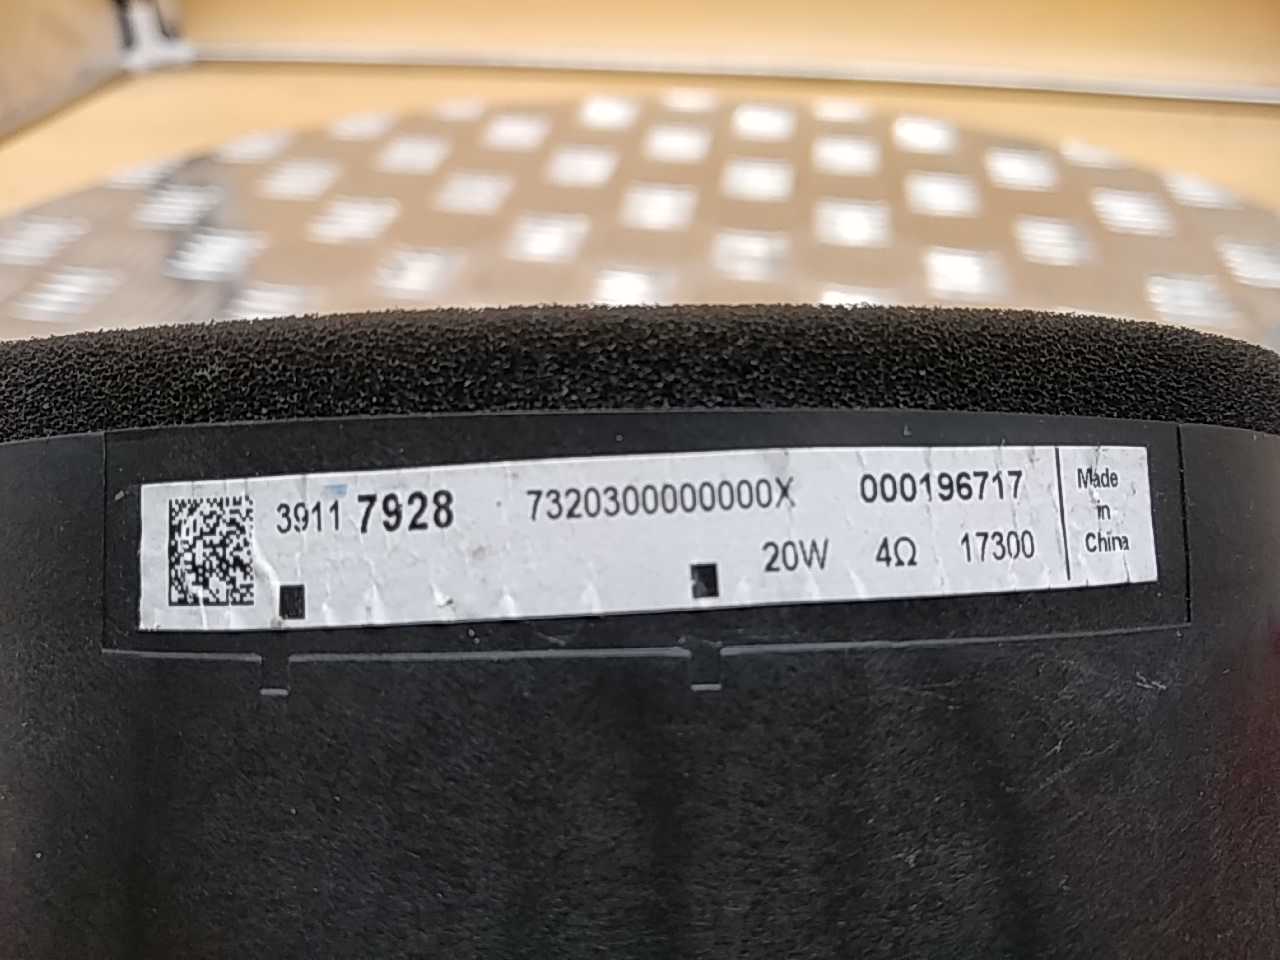 3911 7928 7320300000000X 000196717
20W 4Ω 17300
Made
in
China